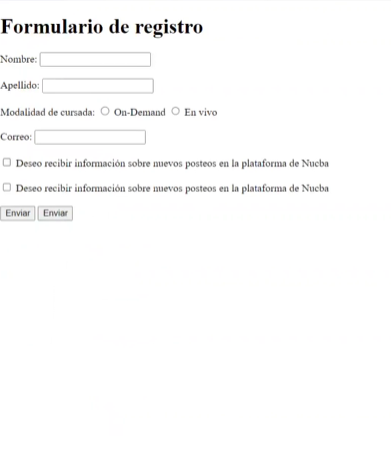 Formulario de registro
Nombre:
Apellido:
Modalidad de cursada: On-Demand En vivo
Correo:
Deseo recibir información sobre nuevos posteos en la plataforma de Nucba
Deseo recibir información sobre nuevos posteos en la plataforma de Nucba
Enviar Enviar